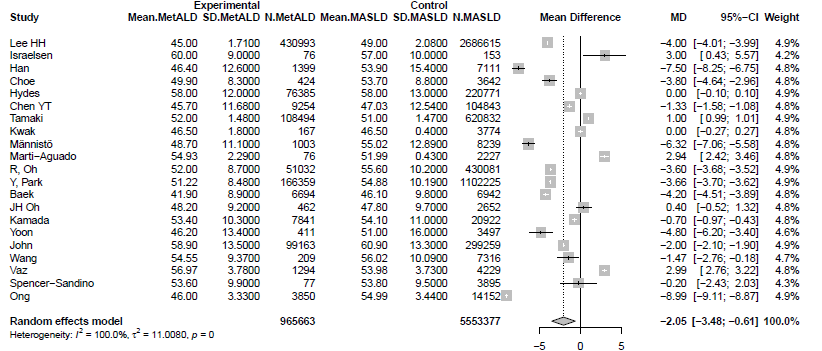 Experimental Control
Study Mean.MetALD SD.MetALD N.MetALD Mean.MASLD SD.MASLD N.MASLD Mean Difference MD 95%−CI Weight
Lee HH 45.00 1.7100 430993 49.00 2.0800 2686615 −4.00 [−4.01; −3.99] 4.9%
Israelsen 60.00 9.0000 76 57.00 10.0000 153 3.00 [ 0.43; 5.57] 4.2%
Han 46.40 12.6000 1399 53.90 15.4000 7111 −7.50 [−8.25; −6.75] 4.8%
Choe 49.90 8.3000 424 53.70 8.8000 3642 −3.80 [−4.64; −2.96] 4.8%
Hydes 58.00 12.0000 76385 58.00 13.0000 220771 0.00 [−0.10; 0.10] 4.9%
Chen YT 45.70 11.6800 9254 47.03 12.5400 104843 −1.33 [−1.58; −1.08] 4.9%
Tamaki 52.00 1.4800 108494 51.00 1.4700 620832 1.00 [ 0.99; 1.01] 4.9%
Kwak 46.50 1.8000 167 46.50 0.4000 3774 0.00 [−0.27; 0.27] 4.9%
Männistö 48.70 11.1000 1003 55.02 12.8900 8239 −6.32 [−7.06; −5.58] 4.8%
Marti−Aguado 54.93 2.2900 76 51.99 0.4300 2227 2.94 [ 2.42; 3.46] 4.8%
R, Oh 52.00 8.7000 51032 55.60 10.2000 430081 −3.60 [−3.68; −3.52] 4.9%
Y, Park 51.22 8.4800 166359 54.88 10.1900 1102225 −3.66 [−3.70; −3.62] 4.9%
Baek 41.90 8.9000 6694 46.10 9.8000 6942 −4.20 [−4.51; −3.89] 4.9%
JH Oh 48.20 9.2000 462 47.80 9.7000 2652 0.40 [−0.52; 1.32] 4.8%
Kamada 53.40 10.3000 7841 54.10 11.0000 20922 −0.70 [−0.97; −0.43] 4.9%
Yoon 46.20 13.4000 411 51.00 16.0000 3497 −4.80 [−6.20; −3.40] 4.7%
John 58.90 13.5000 99163 60.90 13.3000 299259 −2.00 [−2.10; −1.90] 4.9%
Wang 54.55 9.3700 209 56.02 10.0900 7316 −1.47 [−2.76; −0.18] 4.7%
Vaz 56.97 3.7800 1294 53.98 3.7300 4229 2.99 [ 2.76; 3.22] 4.9%
Spencer−Sandino 53.60 9.9000 77 53.80 9.5000 3895 −0.20 [−2.43; 2.03] 4.4%
Ong 46.00 3.3300 3850 54.99 3.4400 14152 −8.99 [−9.11; −8.87] 4.9%
Random effects model 965663 5553377 −2.05 [−3.48; −0.61] 100.0%
Heterogeneity: I² = 100.0%, τ² = 11.0080, p = 0
−5 0 5